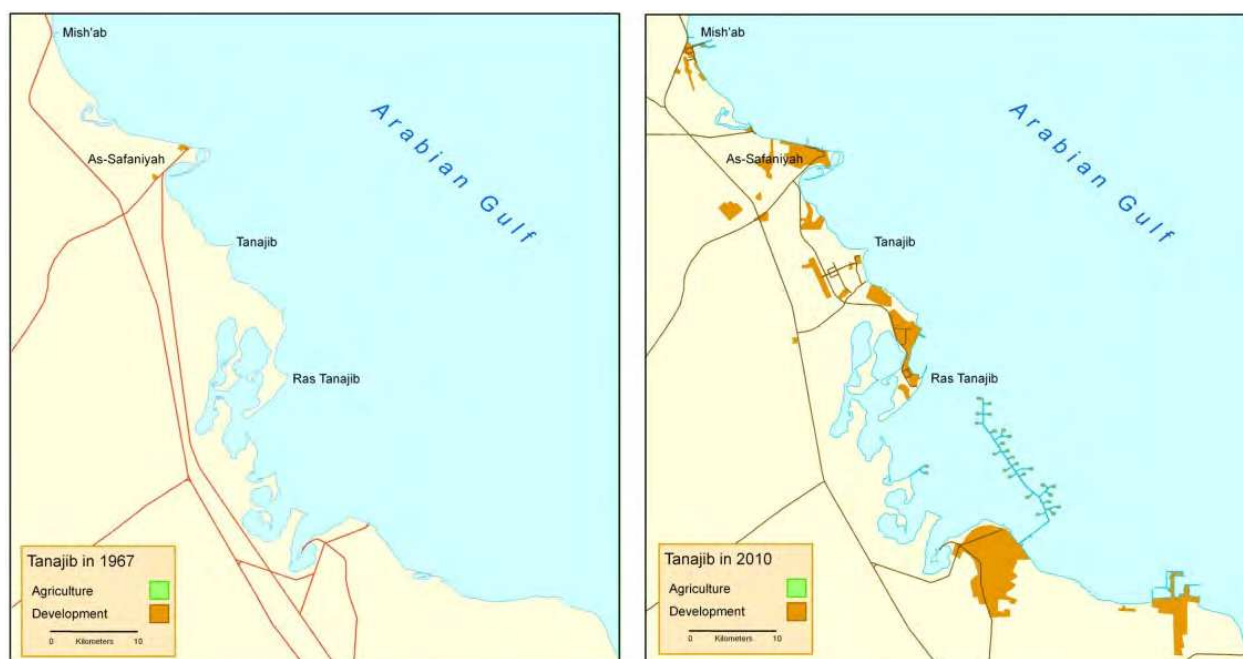 Mish'ab
Arabian Gulf
As-Safaniyah
Tanajib
Ras Tanajib
Tanajib in 1967
Agriculture
Development
0 Kilometers 10
Mish'ab
Arabian Gulf
As-Safaniyah
Tanajib
Ras Tanajib
Tanajib in 2010
Agriculture
Development
0 Kilometers 10